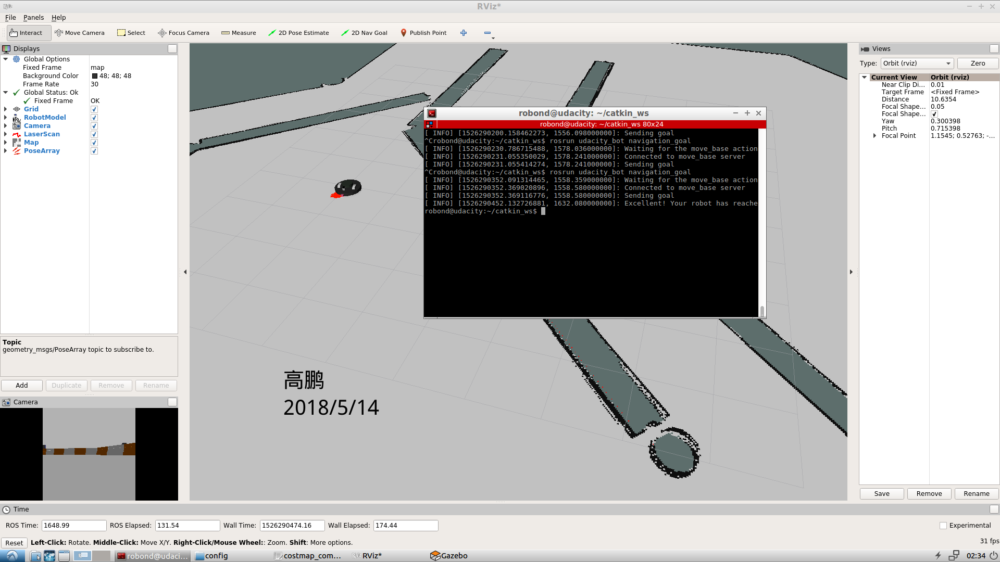 RViz*
File Panels Help
Interact Move Camera Select Focus Camera Measure 2D Pose Estimate 2D Nav Goal Publish Point
Displays
Global Options
Fixed Frame map
Background Color 48; 48; 48
Frame Rate 30
Global Status: Ok
Fixed Frame OK
Grid
RobotModel
Camera
LaserScan
Map
PoseArray
Topic
geometry_msgs/PoseArray topic to subscribe to.
Add Duplicate Remove Rename
Camera
robond@udacity: ~/catkin_ws
robond@udacity: ~/catkin_ws 80x24
[ INFO] [1526290200.158462273, 1556.098000000]: Sending goal
^Crobond@udacity:~/catkin_ws$ rosrun udacity_bot navigation_goal
[ INFO] [1526290230.786715488, 1578.036000000]: Waiting for the move_base action
[ INFO] [1526290231.055350029, 1578.241000000]: Connected to move_base server
[ INFO] [1526290231.055414274, 1578.241000000]: Sending goal
^Crobond@udacity:~/catkin_ws$ rosrun udacity_bot navigation_goal
[ INFO] [1526290352.091314465, 1558.359000000]: Waiting for the move_base action
[ INFO] [1526290352.369020896, 1558.580000000]: Connected to move_base server
[ INFO] [1526290352.369116776, 1558.580000000]: Sending goal
[ INFO] [1526290452.132726881, 1632.080000000]: Excellent! Your robot has reache
robond@udacity:~/catkin_ws$
高鹏
2018/5/14
Views
Type: Orbit (rviz) Zero
Current View Orbit (rviz)
Near Clip Di... 0.01
Target Frame <Fixed Frame>
Distance 10.6354
Focal Shape... 0.05
Focal Shape...
Yaw 0.300398
Pitch 0.715398
Focal Point 1.1545; 0.52763; -...
Save Remove Rename
Time
ROS Time: 1648.99 ROS Elapsed: 131.54 Wall Time: 1526290474.16 Wall Elapsed: 174.44 Experimental
Reset Left-Click: Rotate. Middle-Click: Move X/Y. Right-Click/Mouse Wheel:: Zoom. Shift: More options. 31 fps
robond@udaci... config costmap_com... RViz* Gazebo 02:34